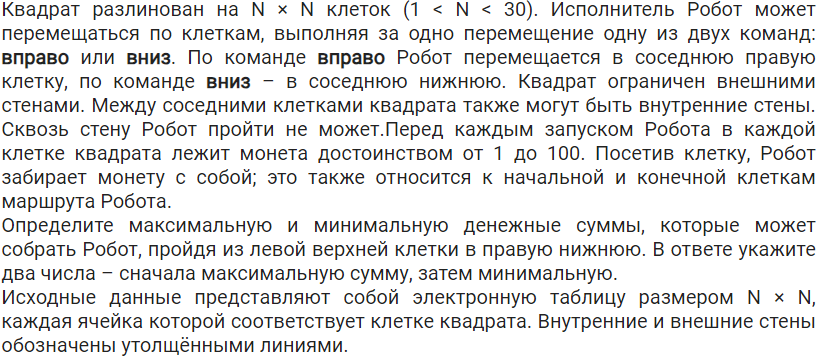 Квадрат разлинован на N × N клеток (1 < N < 30). Исполнитель Робот может
перемещаться по клеткам, выполняя за одно перемещение одну из двух команд:
вправо или вниз. По команде вправо Робот перемещается в соседнюю правую
клетку, по команде вниз – в соседнюю нижнюю. Квадрат ограничен внешними
стенами. Между соседними клетками квадрата также могут быть внутренние стены.
Сквозь стену Робот пройти не может.Перед каждым запуском Робота в каждой
клетке квадрата лежит монета достоинством от 1 до 100. Посетив клетку, Робот
забирает монету с собой; это также относится к начальной и конечной клеткам
маршрута Робота.
Определите максимальную и минимальную денежные суммы, которые может
собрать Робот, пройдя из левой верхней клетки в правую нижнюю. В ответе укажите
два числа – сначала максимальную сумму, затем минимальную.
Исходные данные представляют собой электронную таблицу размером N × N,
каждая ячейка которой соответствует клетке квадрата. Внутренние и внешние стены
обозначены утолщёнными линиями.